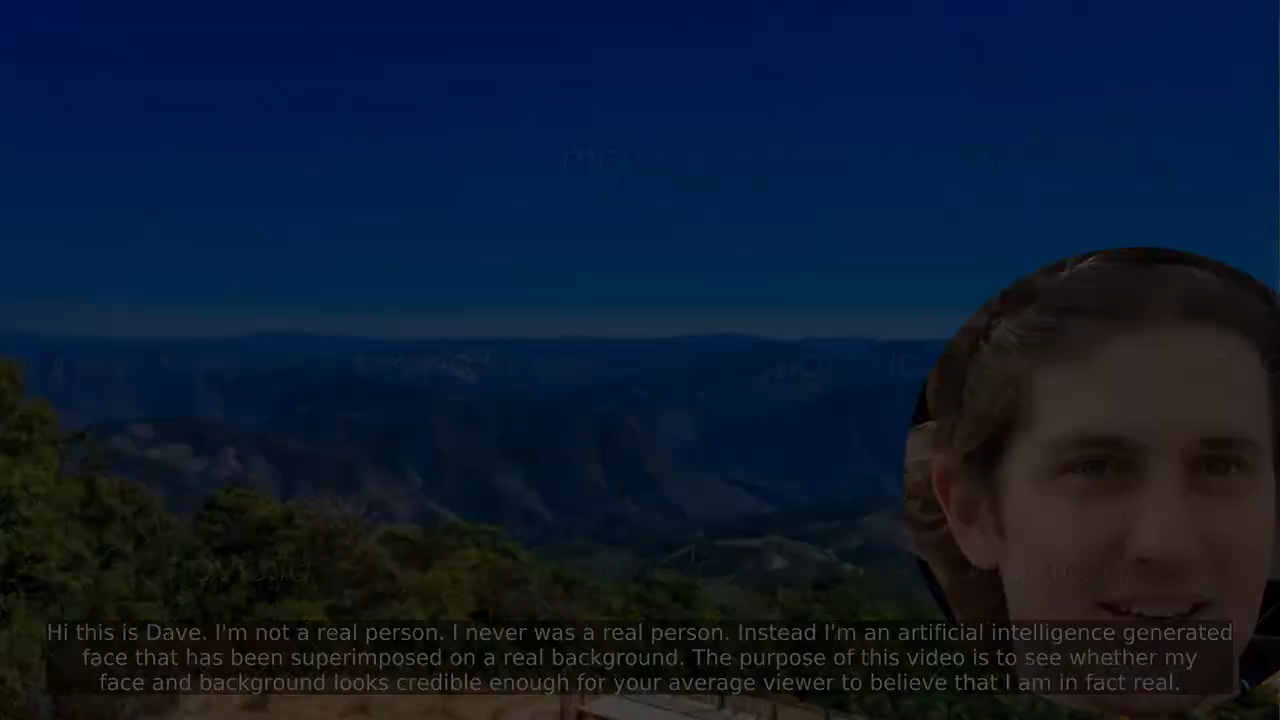 Hi this is Dave. I'm not a real person. I never was a real person. Instead I'm an artificial intelligence generated
face that has been superimposed on a real background. The purpose of this video is to see whether my
face and background looks credible enough for your average viewer to believe that I am in fact real.